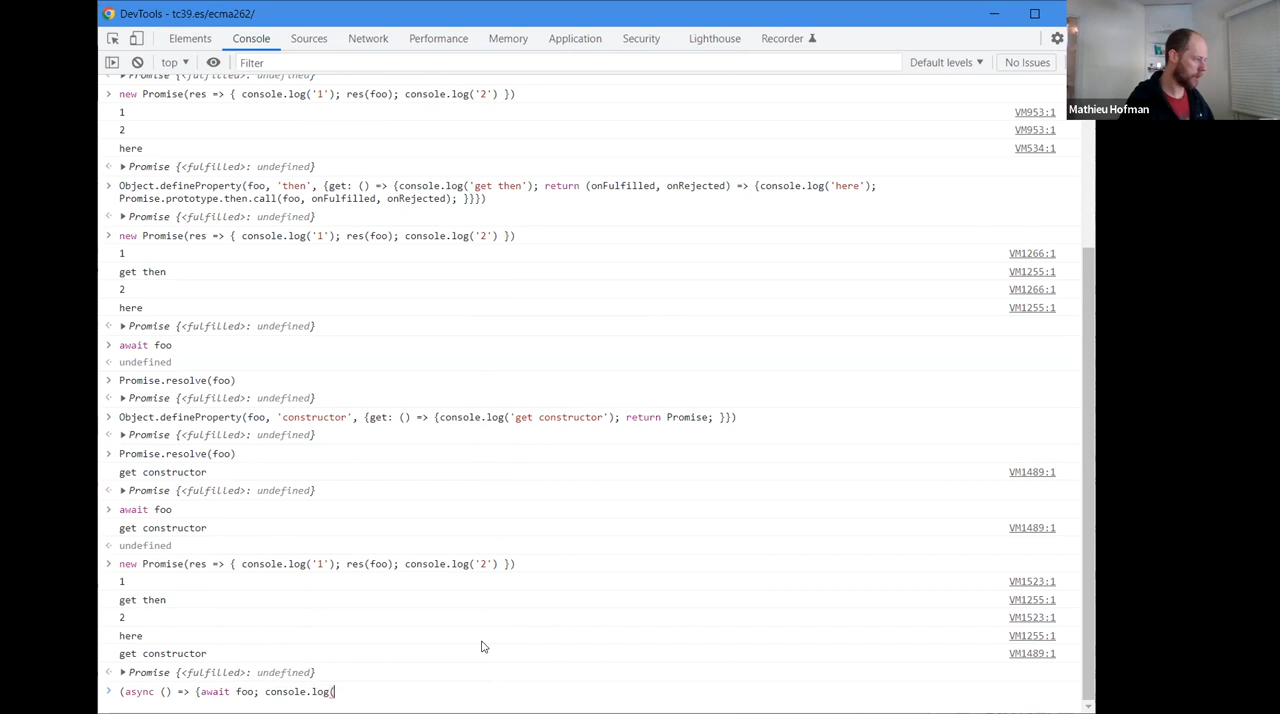 DevTools - tc39.es/ecma262/
Elements Console Sources Network Performance Memory Application Security Lighthouse Recorder
top ▾ Filter Default levels ▾ No Issues
Promise {<fulfilled>: undefined}
new Promise(res => { console.log('1'); res(foo); console.log('2') })
1 VM953:1
2 VM953:1
here VM534:1
Promise {<fulfilled>: undefined}
Object.defineProperty(foo, 'then', {get: () => {console.log('get then'); return (onFulfilled, onRejected) => {console.log('here');
Promise.prototype.then.call(foo, onFulfilled, onRejected); }}})
Promise {<fulfilled>: undefined}
new Promise(res => { console.log('1'); res(foo); console.log('2') })
1 VM1266:1
get then VM1255:1
2 VM1266:1
here VM1255:1
Promise {<fulfilled>: undefined}
await foo
undefined
Promise.resolve(foo)
Promise {<fulfilled>: undefined}
Object.defineProperty(foo, 'constructor', {get: () => {console.log('get constructor'); return Promise; }})
Promise {<fulfilled>: undefined}
Promise.resolve(foo)
get constructor VM1489:1
Promise {<fulfilled>: undefined}
await foo
get constructor VM1489:1
undefined
new Promise(res => { console.log('1'); res(foo); console.log('2') })
1 VM1523:1
get then VM1255:1
2 VM1523:1
here VM1255:1
get constructor VM1489:1
Promise {<fulfilled>: undefined}
(async () => {await foo; console.log(
Mathieu Hofman